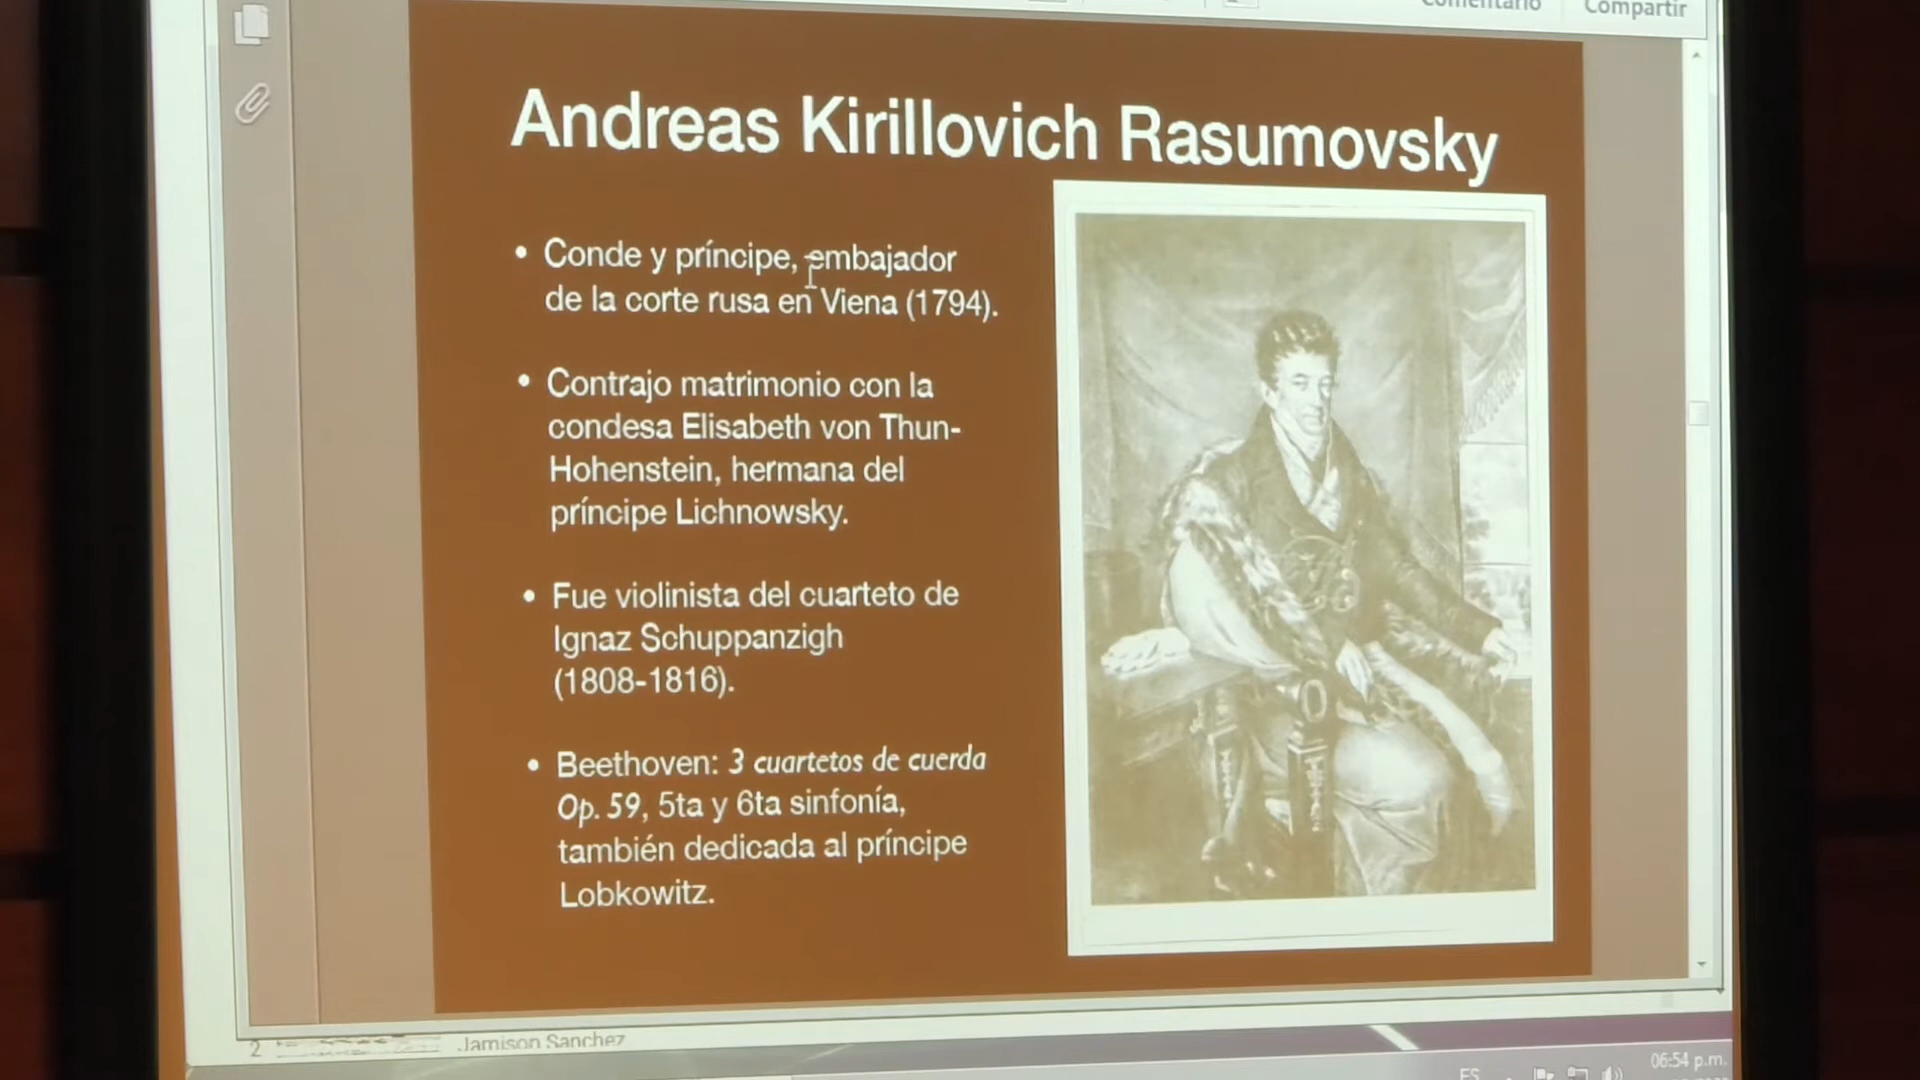 Comentario Compartir
Andreas Kirillovich Rasumovsky
• Conde y príncipe, embajador
de la corte rusa en Viena (1794).
• Contrajo matrimonio con la
condesa Elisabeth von Thun-
Hohenstein, hermana del
príncipe Lichnowsky.
• Fue violinista del cuarteto de
Ignaz Schuppanzigh
(1808-1816).
• Beethoven: 3 cuartetos de cuerda
Op. 59, 5ta y 6ta sinfonía,
también dedicada al príncipe
Lobkowitz.
2 Jamison Sanchez
ES 06:54 p.m.